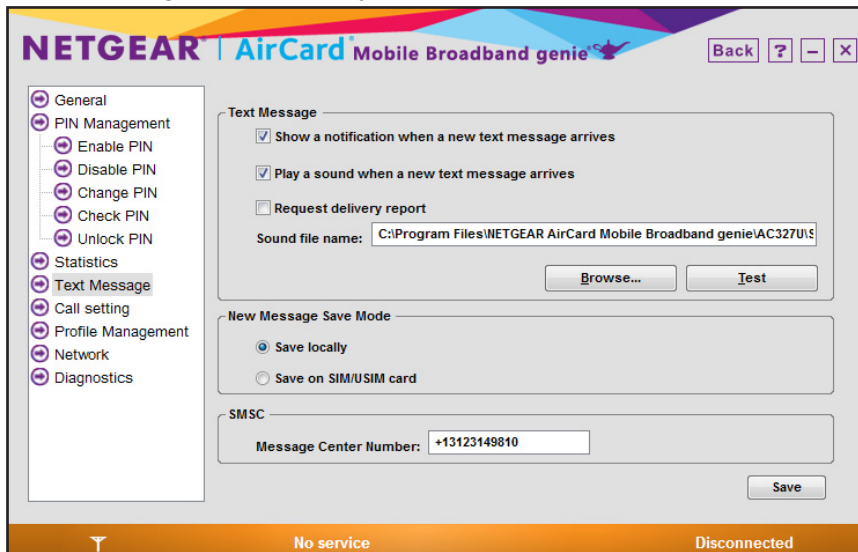 NETGEAR® | AirCard® Mobile Broadband genie®
Back ? – ×
General
PIN Management
Enable PIN
Disable PIN
Change PIN
Check PIN
Unlock PIN
Statistics
Text Message
Call setting
Profile Management
Network
Diagnostics
Text Message
Show a notification when a new text message arrives
Play a sound when a new text message arrives
Request delivery report
Sound file name: C:\Program Files\NETGEAR AirCard Mobile Broadband genie\AC327U\S
Browse... Test
New Message Save Mode
Save locally
Save on SIM/USIM card
SMSC
Message Center Number: +13123149810
Save
No service Disconnected